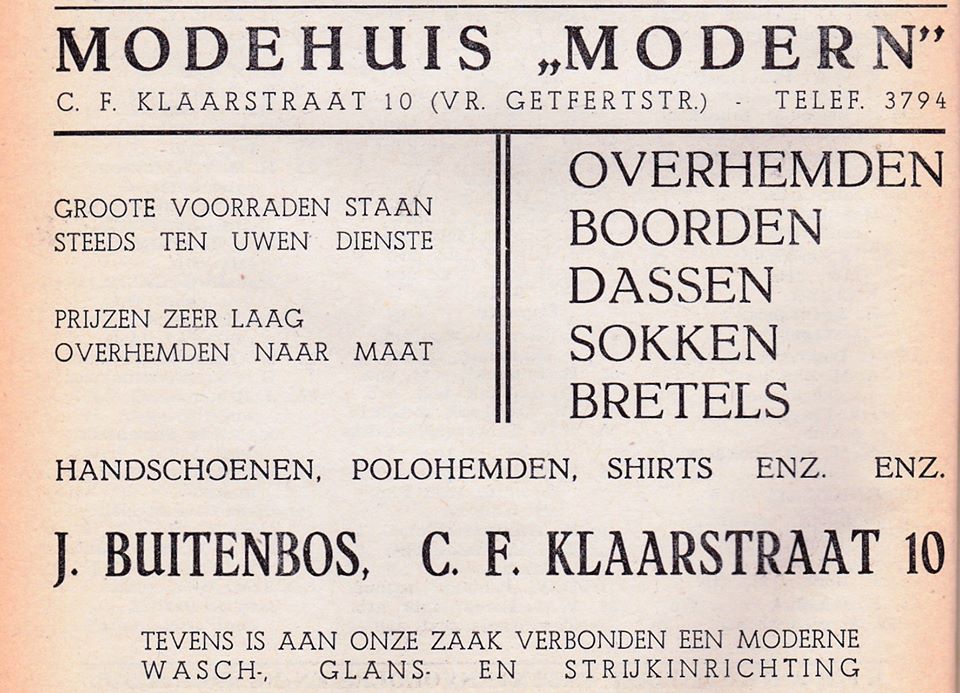 MODEHUIS „MODERN”
C. F. KLAARSTRAAT 10 (VR. GETFERTSTR.) - TELEF. 3794
GROOTE VOORRADEN STAAN
STEEDS TEN UWEN DIENSTE
PRIJZEN ZEER LAAG
OVERHEMDEN NAAR MAAT
OVERHEMDEN
BOORDEN
DASSEN
SOKKEN
BRETELS
HANDSCHOENEN, POLOHEMDEN, SHIRTS ENZ. ENZ.
J. BUITENBOS, C. F. KLAARSTRAAT 10
TEVENS IS AAN ONZE ZAAK VERBONDEN EEN MODERNE
WASCH-, GLANS- EN STRIJKINRICHTING